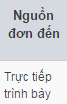 Nguồn
đơn đến
Trực tiếp
trình bày